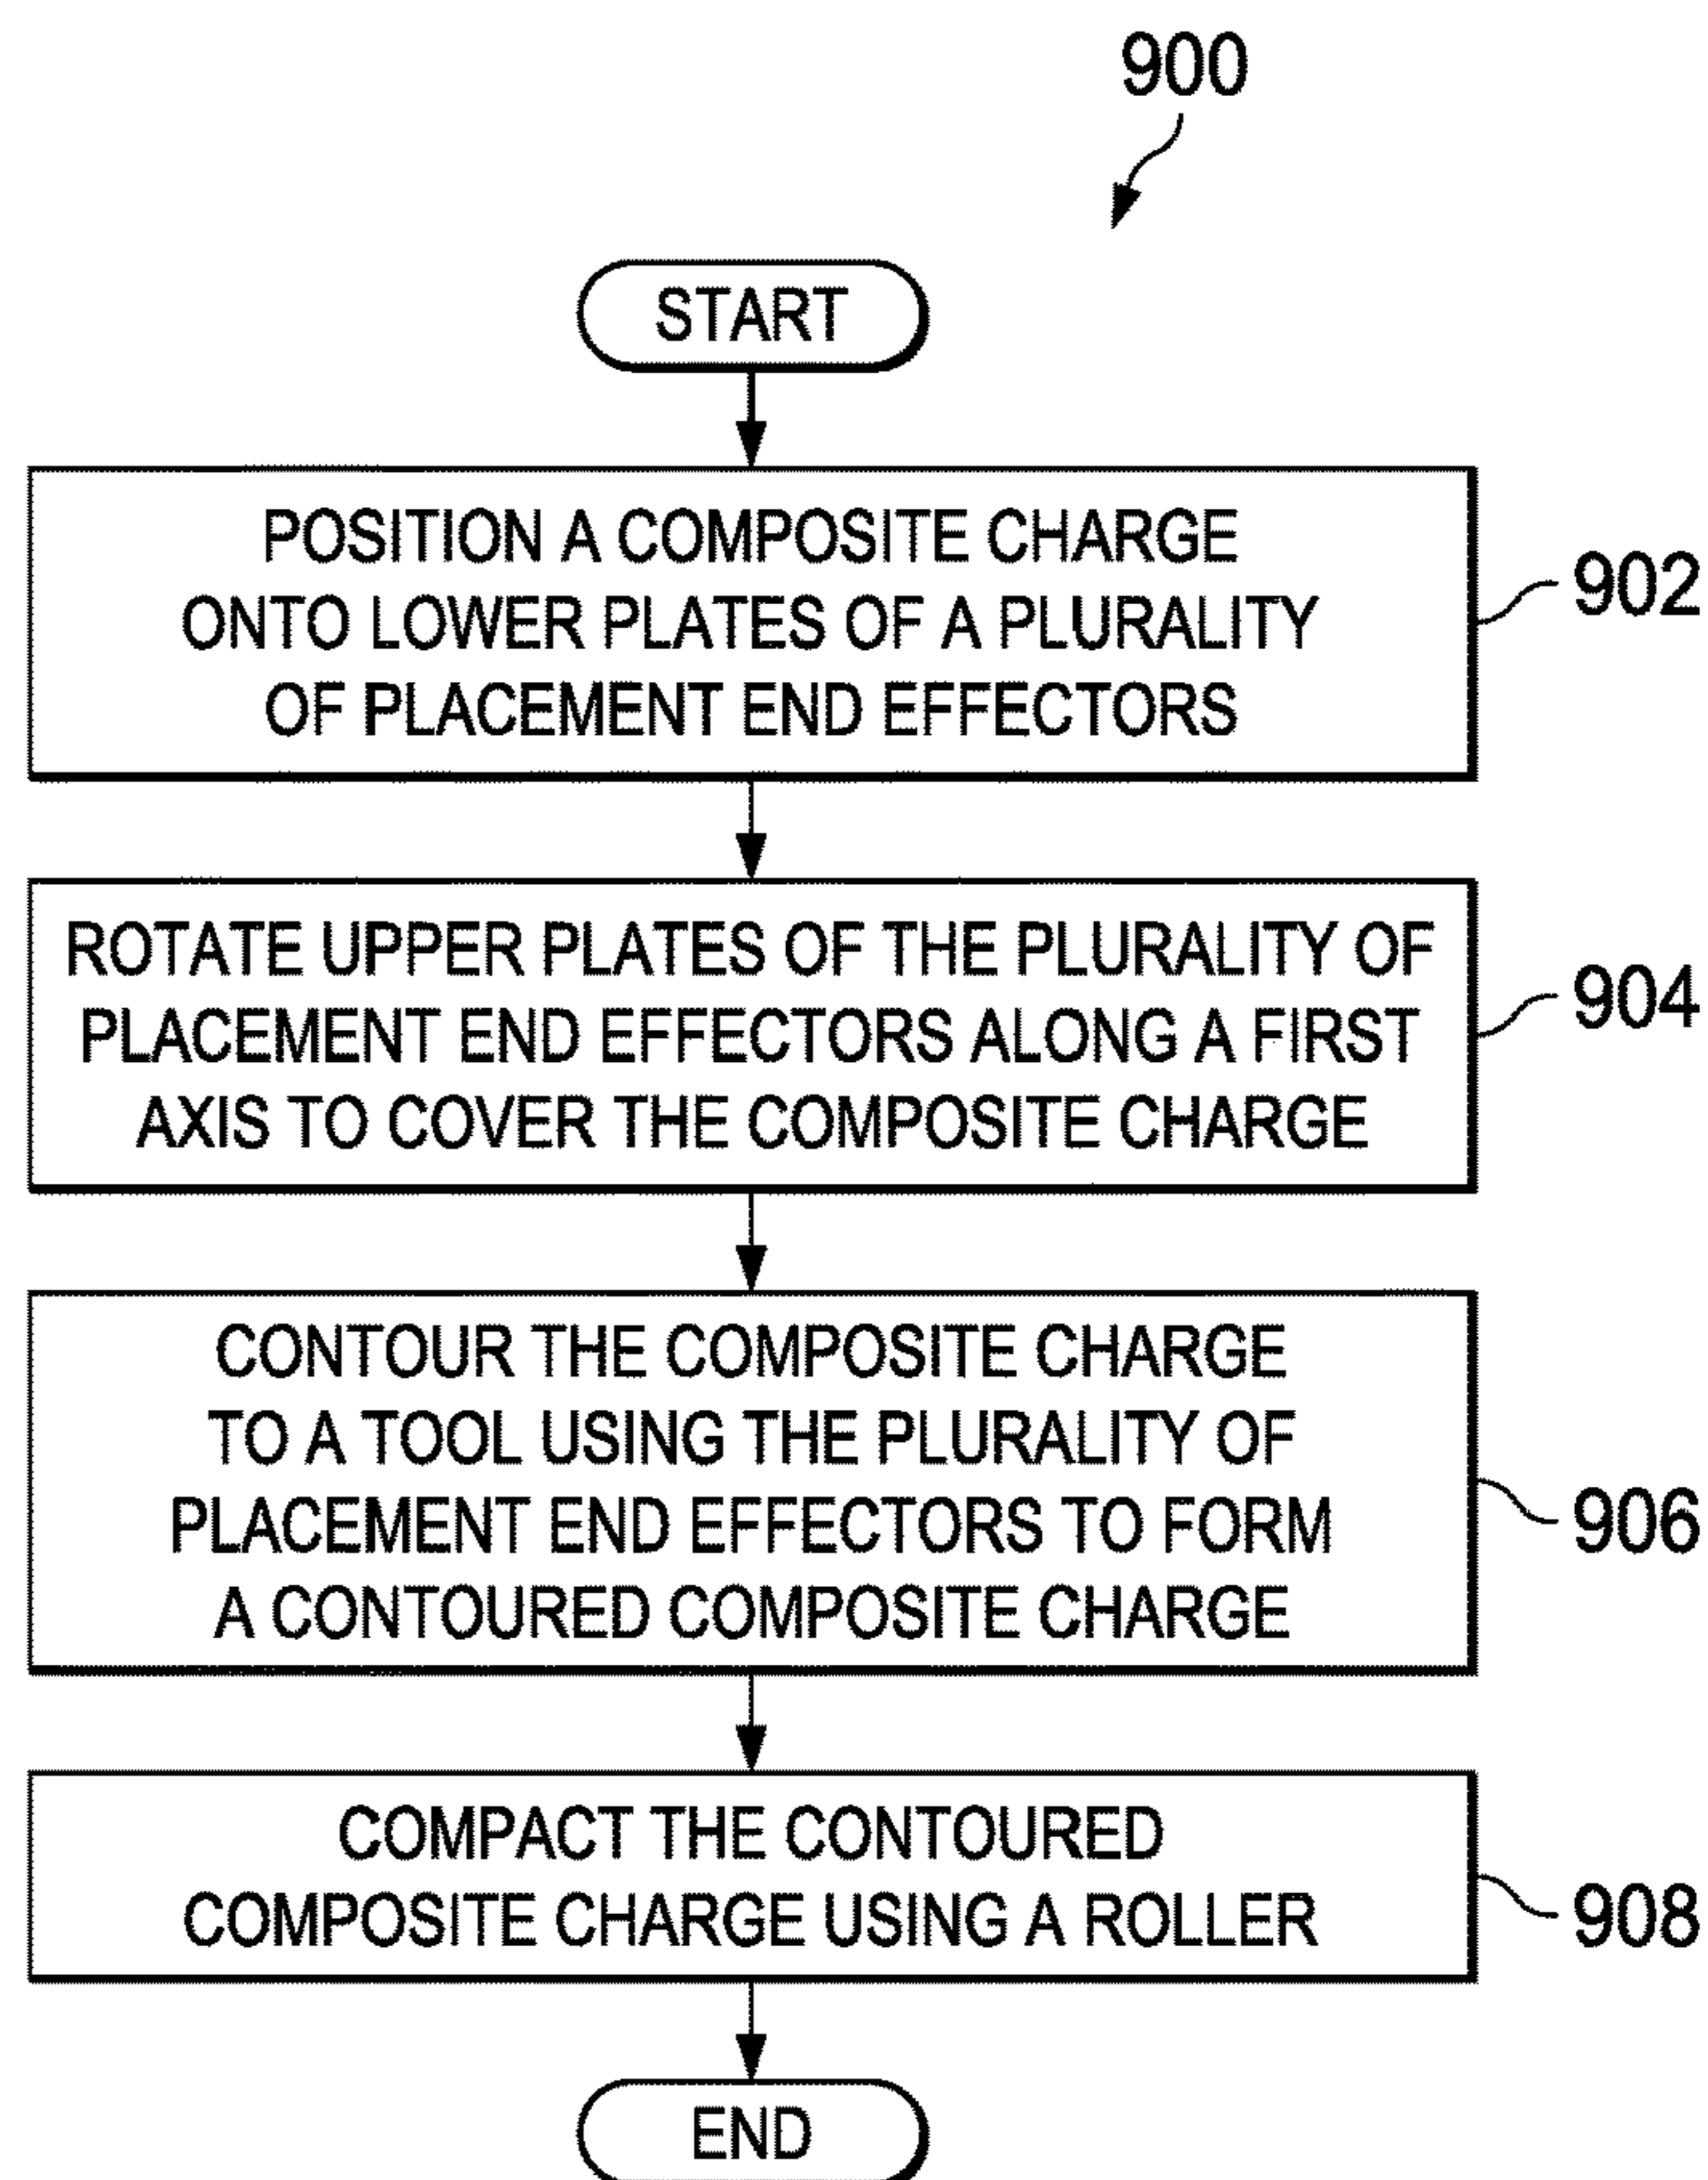 900
START
POSITION A COMPOSITE CHARGE
ONTO LOWER PLATES OF A PLURALITY
OF PLACEMENT END EFFECTORS
902
ROTATE UPPER PLATES OF THE PLURALITY OF
PLACEMENT END EFFECTORS ALONG A FIRST
AXIS TO COVER THE COMPOSITE CHARGE
904
CONTOUR THE COMPOSITE CHARGE
TO A TOOL USING THE PLURALITY OF
PLACEMENT END EFFECTORS TO FORM
A CONTOURED COMPOSITE CHARGE
906
COMPACT THE CONTOURED
COMPOSITE CHARGE USING A ROLLER
908
END